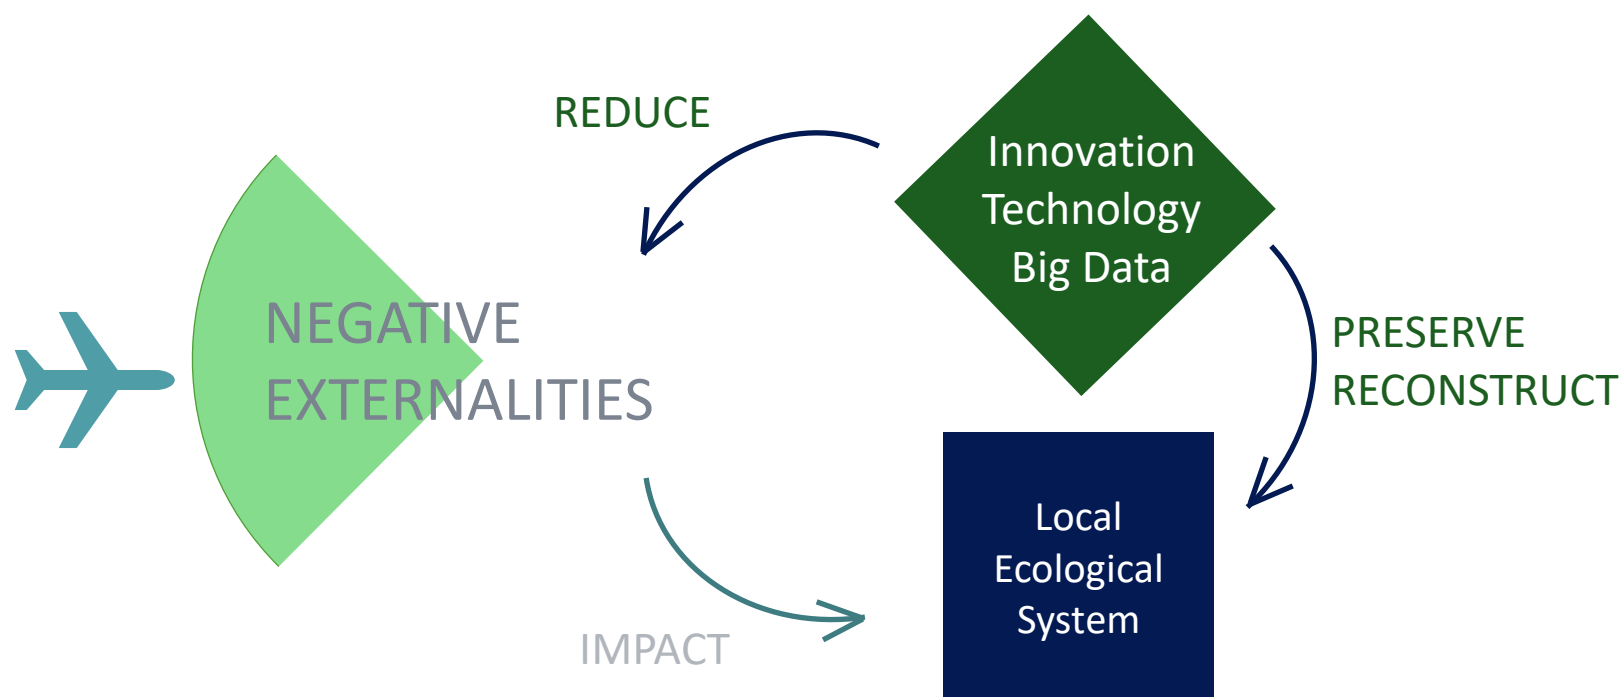 REDUCE
Innovation
Technology
Big Data
NEGATIVE
EXTERNALITIES
PRESERVE
RECONSTRUCT
Local
Ecological
System
IMPACT